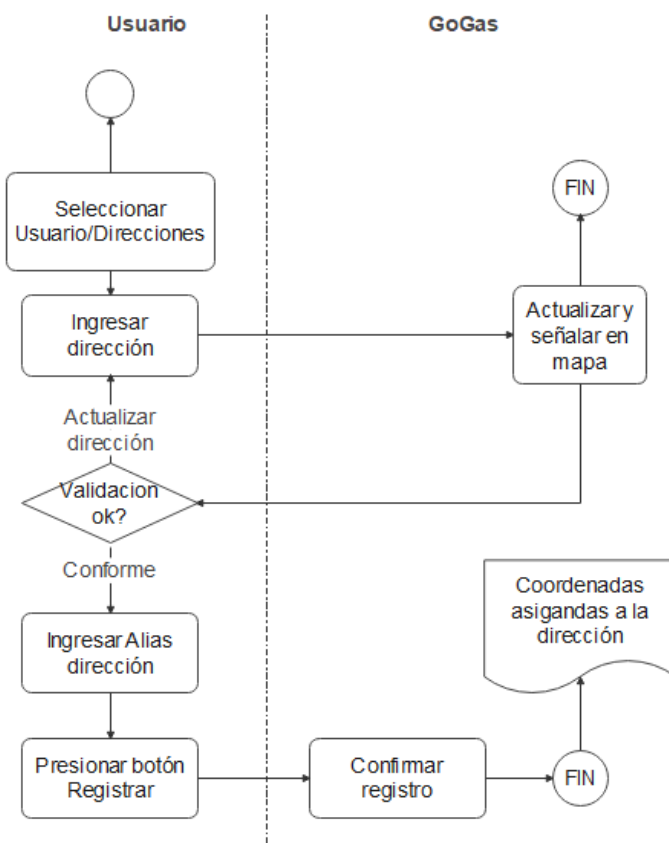 Usuario
GoGas
Seleccionar
Usuario/Direcciones
FIN
Ingresar
dirección
Actualizar y
señalar en
mapa
Actualizar
dirección
Validacion
ok?
Conforme
Ingresar Alias
dirección
Coordenadas
asigandas a la
dirección
Presionar botón
Registrar
Confirmar
registro
FIN